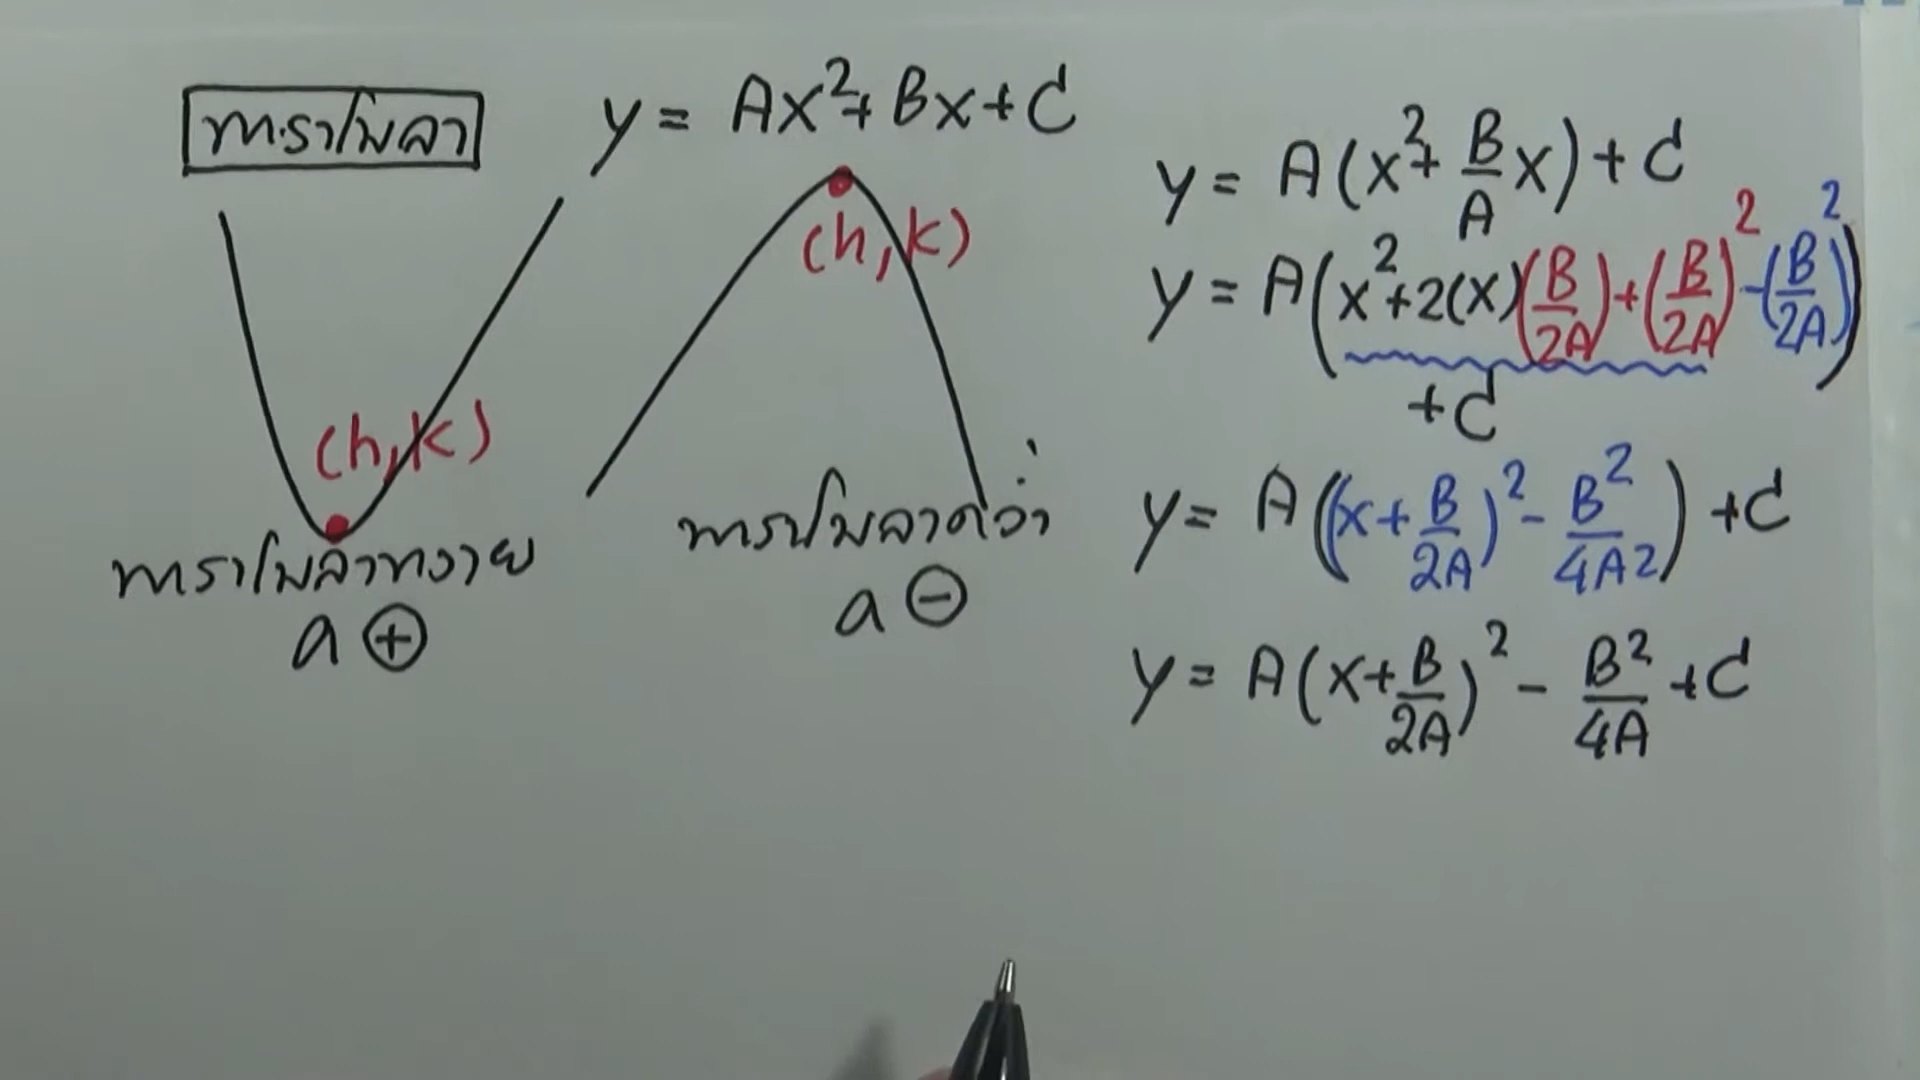 พาราโบลา
y = Ax² + Bx + C
(h, k)
(h, k)
พาราโบลาหงาย
a ⊕
พาราโบลาคว่ำ
a ⊖
y = A(x² + B/A x) + C
y = A(x² + 2(x)(B/2A) + (B/2A)² - (B/2A)²)
+ C
y = A((x + B/2A)² - B²/4A2) + C
y = A(x + B/2A)² - B²/4A + C